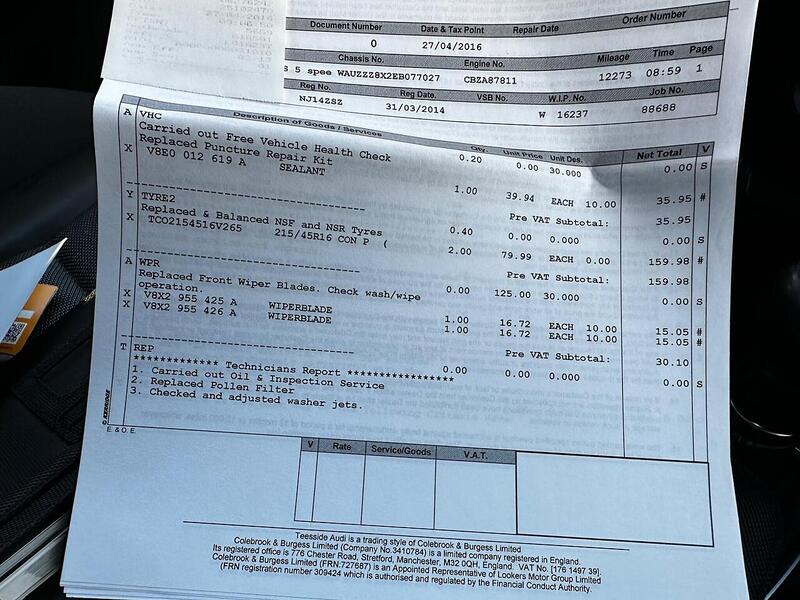 Document Number Date & Tax Point Repair Date Order Number
0 27/04/2016
Chassis No. Engine No. Mileage Time Page
S 5 spee WAUZZZ8X2EB077027 CBZA87811 12273 08:59 1
Reg No. Reg Date. VSB No. W.I.P. No. Job No.
NJ14ZSZ 31/03/2014 W 16237 88688
Description of Goods / Services Qty. Unit Price Unit Des. Net Total V
A VHC
Carried out Free Vehicle Health Check 0.20 0.00 30.000 0.00 S
Replaced Puncture Repair Kit
X V8E0 012 619 A SEALANT 1.00 39.94 EACH 10.00 35.95 #
Pre VAT Subtotal: 35.95
Y TYRE2 0.40 0.00 0.000 0.00 S
Replaced & Balanced NSF and NSR Tyres
X TCO2154516V265 215/45R16 CON P ( 2.00 79.99 EACH 0.00 159.98 #
Pre VAT Subtotal: 159.98
A WPR 0.00 125.00 30.000 0.00 S
Replaced Front Wiper Blades. Check wash/wipe
operation.
X V8X2 955 425 A WIPERBLADE 1.00 16.72 EACH 10.00 15.05 #
X V8X2 955 426 A WIPERBLADE 1.00 16.72 EACH 10.00 15.05 #
Pre VAT Subtotal: 30.10
T REP 0.00 0.00 0.000 0.00 S
************* Technicians Report *****************
1. Carried out Oil & Inspection Service
2. Replaced Pollen Filter
3. Checked and adjusted washer jets.
© KERRIDGE
E. & O. E.
V Rate Service/Goods V.A.T.
Teesside Audi is a trading style of Colebrook & Burgess Limited
Colebrook & Burgess Limited (Company No.3410784) is a limited company registered in England.
Its registered office is 776 Chester Road, Stretford, Manchester, M32 0QH, England. VAT No. [176 1497 39].
Colebrook & Burgess Limited (FRN.727687) is an Appointed Representative of Lookers Motor Group Limited
(FRN registration number 309424 which is authorised and regulated by the Financial Conduct Authority.